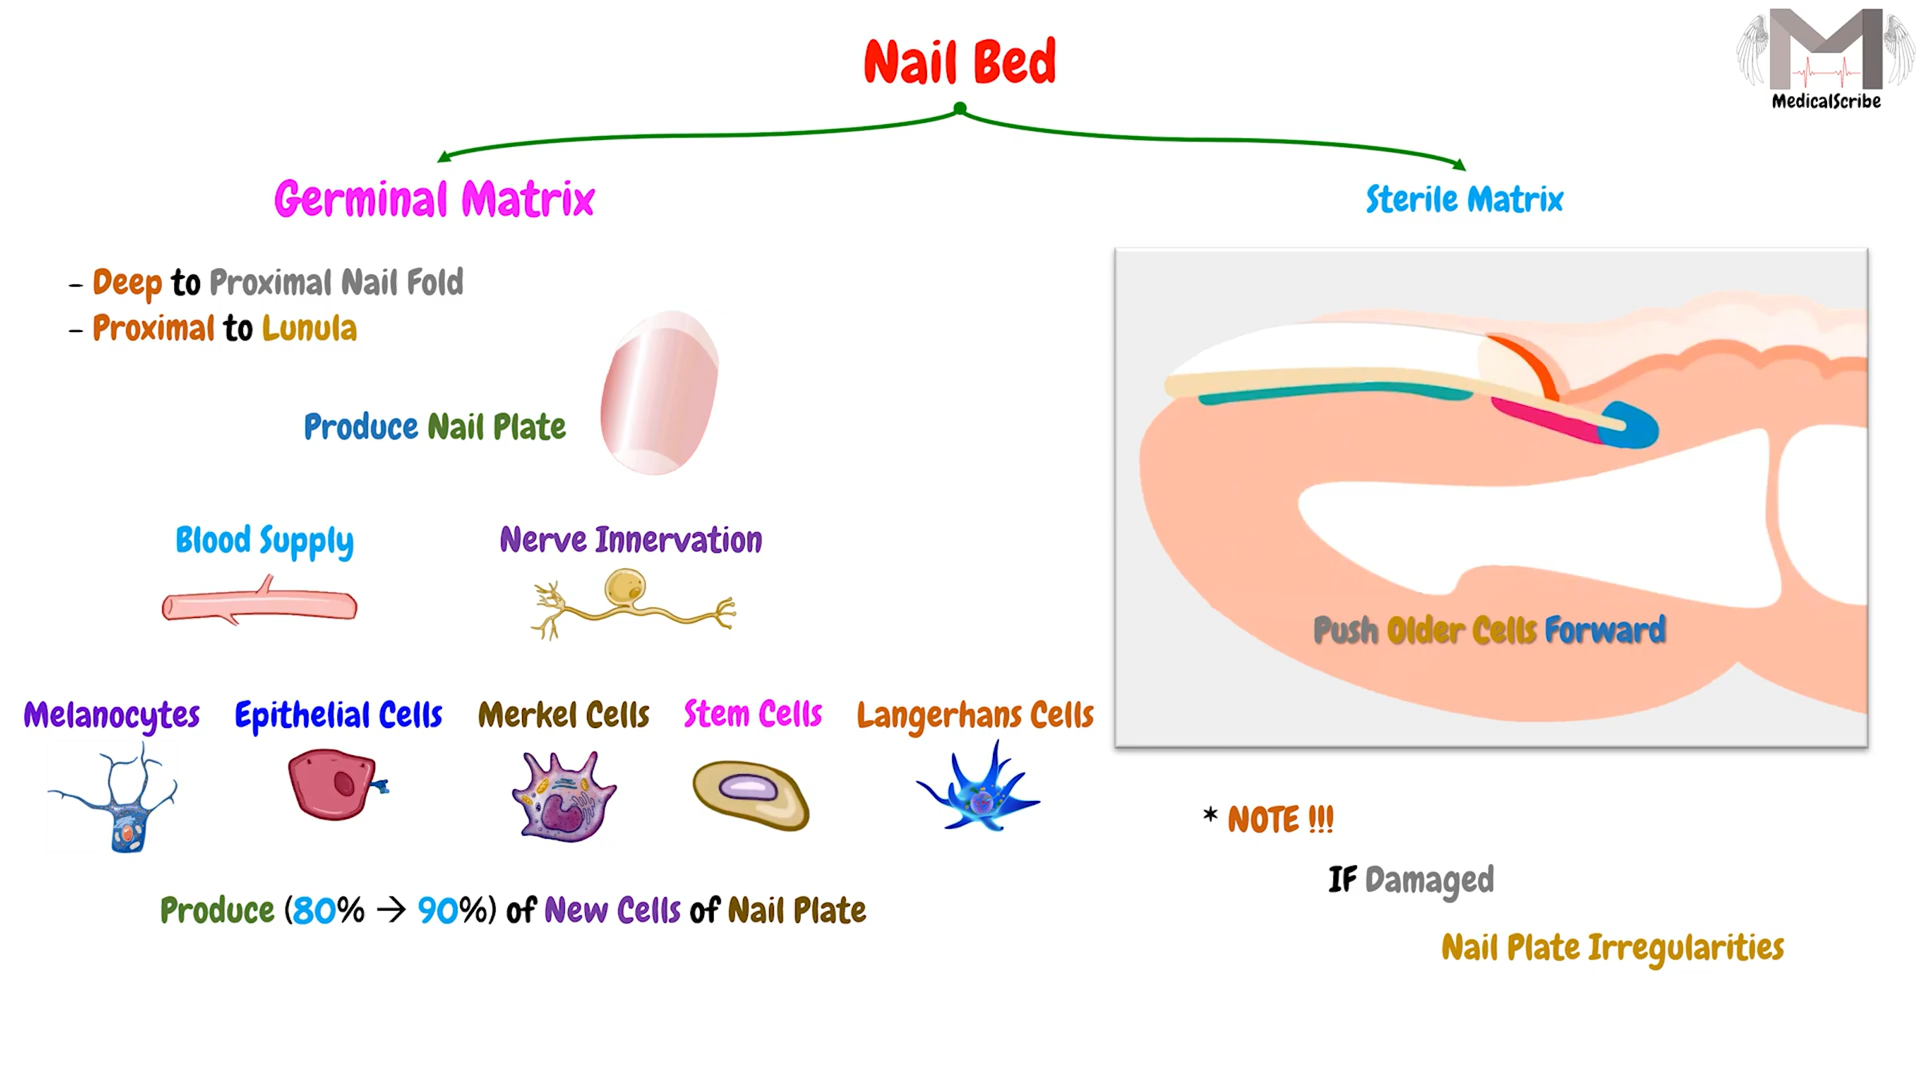 Nail Bed
MedicalScribe
Germinal Matrix
Sterile Matrix
- Deep to Proximal Nail Fold
- Proximal to Lunula
Produce Nail Plate
Blood Supply
Nerve Innervation
Push Older Cells Forward
Melanocytes
Epithelial Cells
Merkel Cells
Stem Cells
Langerhans Cells
* NOTE !!!
IF Damaged
Produce (80% → 90%) of New Cells of Nail Plate
Nail Plate Irregularities